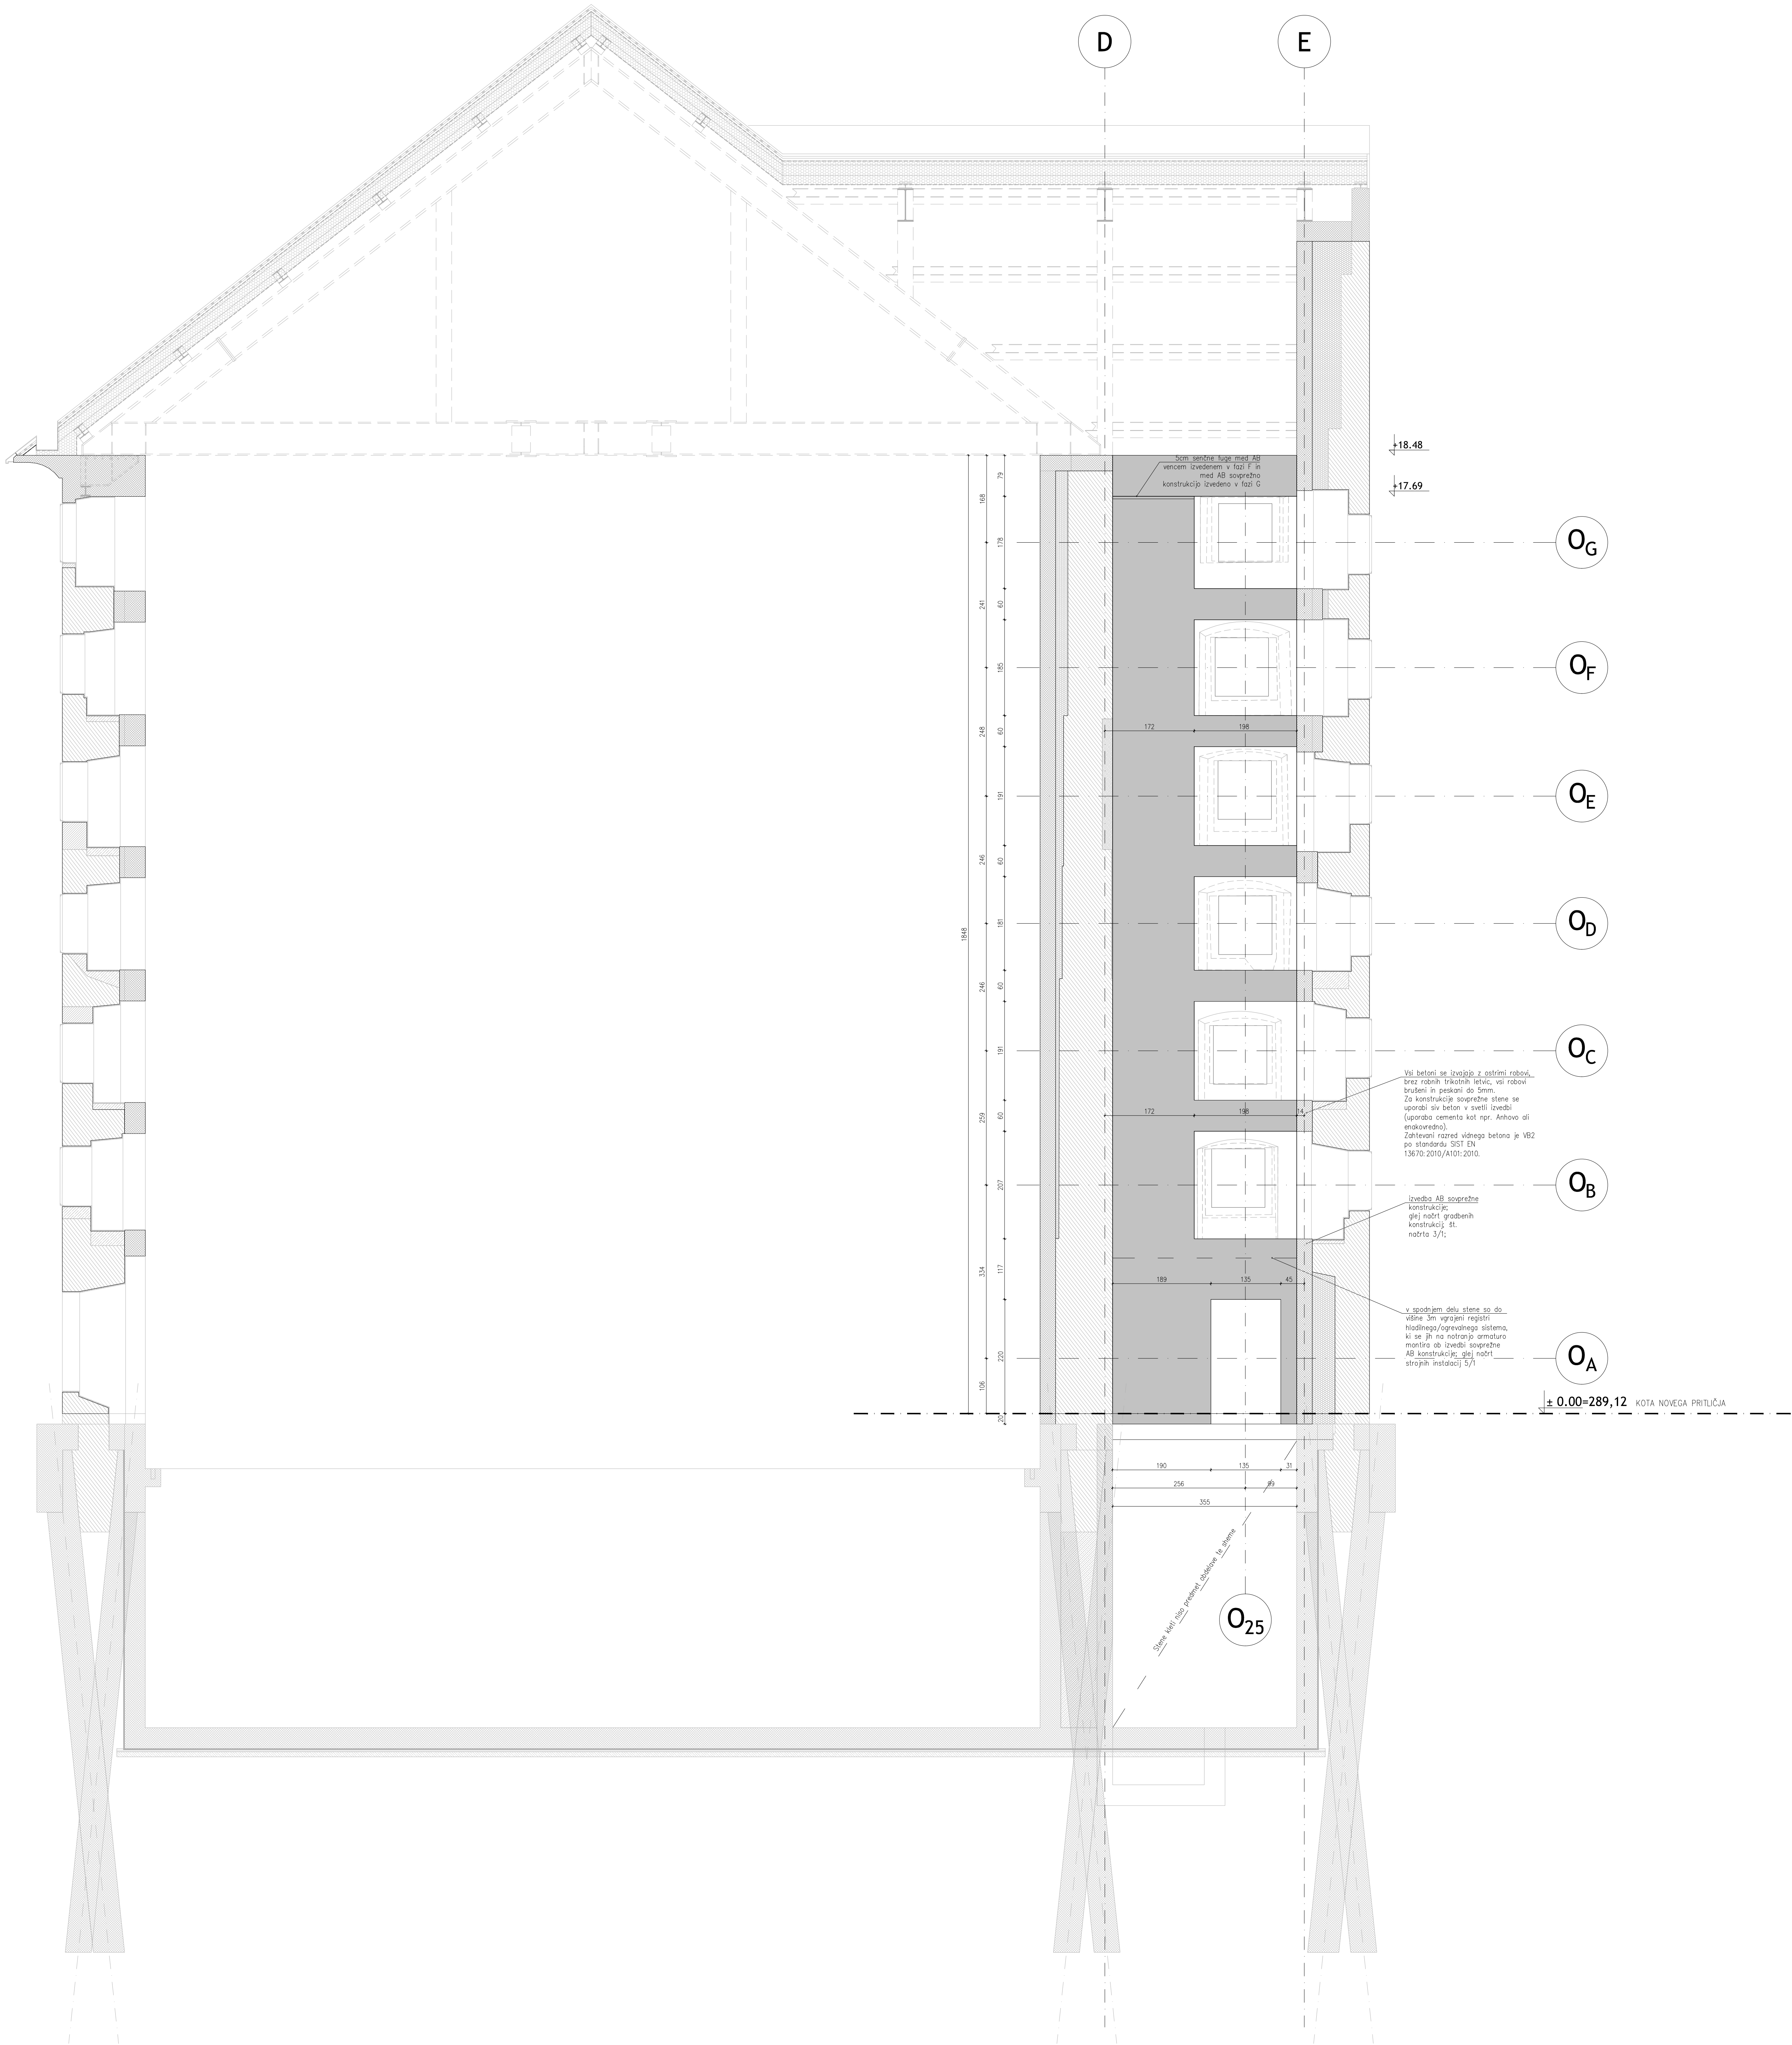 D
E
+18.48
5cm senčne fuge med AB
vencem izvedenem v fazi F in
med AB sovprežno
konstrukcijo izvedeno v fazi G
79
168
+17.69
178
OG
241
60
185
OF
248
60
172
198
191
OE
246
60
1848
181
OD
246
60
191
OC
Vsi betoni se izvajajo z ostrimi robovi,
brez robnih trikotnih letvic, vsi robovi
brušeni in peskani do 5mm.
Za konstrukcije sovprežne stene se
uporabi siv beton v svetli izvedbi
(uporaba cementa kot npr. Anhovo ali
enakovredno).
Zahtevani razred vidnega betona je VB2
po standardu SIST EN
13670:2010/A101:2010.
259
60
172
198
14
207
OB
izvedba AB sovprežne
konstrukcije;
glej načrt gradbenih
konstrukcij; št.
načrta 3/1;
334
117
189
135
45
v spodnjem delu stene so do
višine 3m vgrajeni registri
hladilnega/ogrevalnega sistema,
ki se jih na notranjo armaturo
montira ob izvedbi sovprežne
AB konstrukcije; glej načrt
strojnih instalacij 5/1
220
OA
106
± 0.00=289,12 KOTA NOVEGA PRITLIČJA
20
190
135
31
256
99
355
Stene kleti niso predmet obdelave te sheme
O25